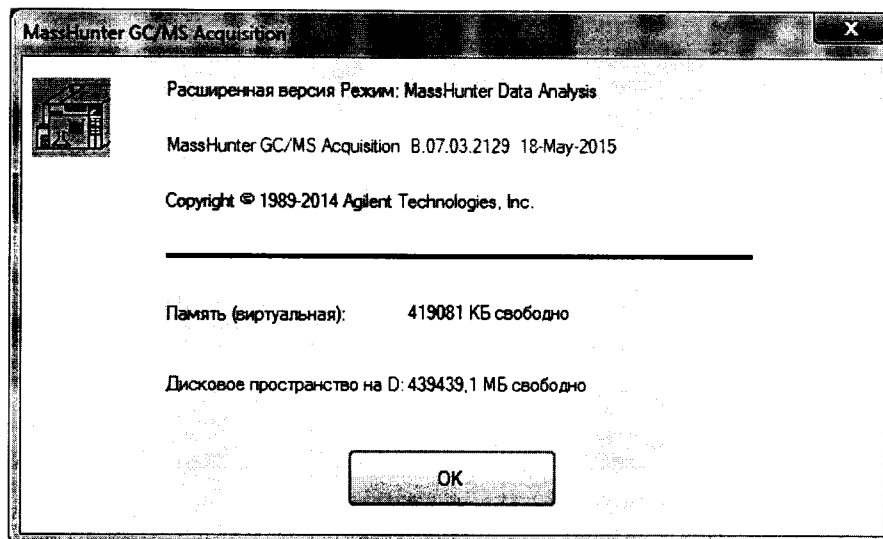 MassHunter GC/MS Acquisition
Расширенная версия Режим: MassHunter Data Analysis
MassHunter GC/MS Acquisition B.07.03.2129 18-May-2015
Copyright © 1989-2014 Agilent Technologies, Inc.
Память (виртуальная): 419081 КБ свободно
Дисковое пространство на D: 439439,1 МБ свободно
OK